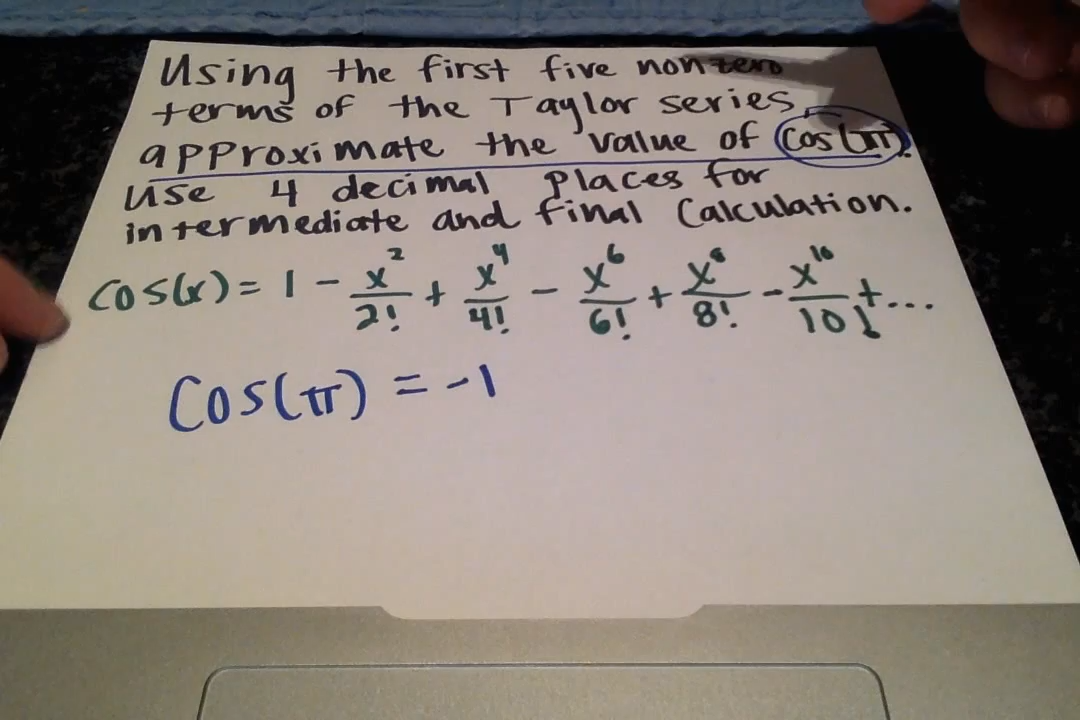 Using the first five nonzero
terms of the Taylor series,
approximate the value of cos(π).
Use 4 decimal places for
intermediate and final calculation.
cos(x) = 1 - x²/2! + x⁴/4! - x⁶/6! + x⁸/8! - x¹⁰/10! + ...
cos(π) = -1